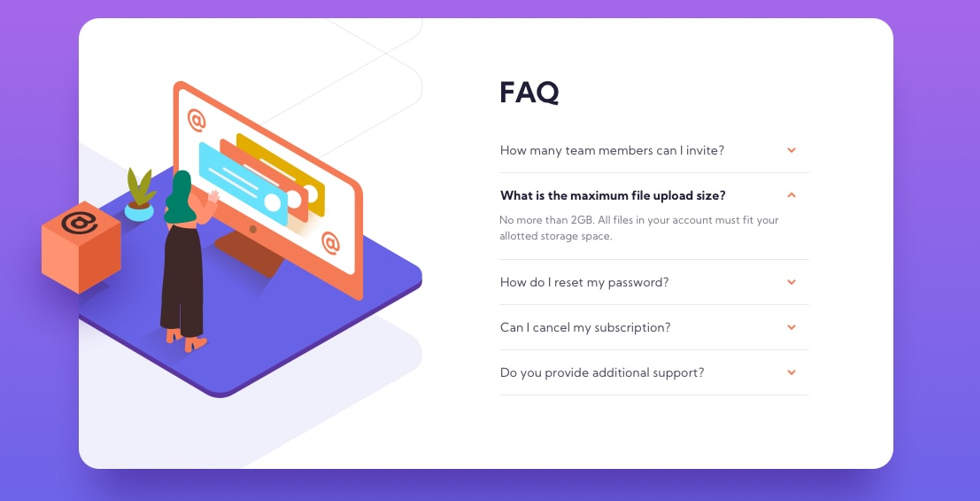 FAQ
How many team members can I invite?
What is the maximum file upload size?
No more than 2GB. All files in your account must fit your
allotted storage space.
How do I reset my password?
Can I cancel my subscription?
Do you provide additional support?
@
@
@